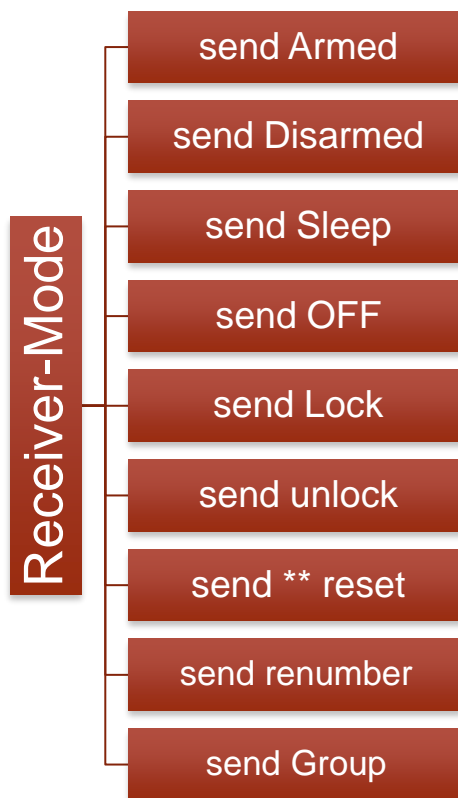 Receiver-Mode
send Armed
send Disarmed
send Sleep
send OFF
send Lock
send unlock
send ** reset
send renumber
send Group